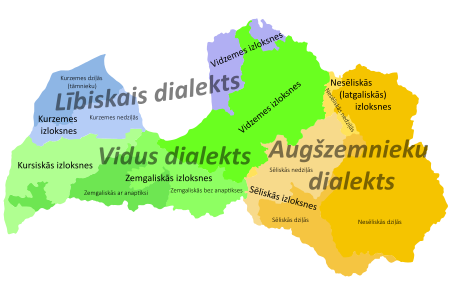 Vidzemes izloksnes
Kurzemes dziļās
(tāmnieku)
Lībiskais dialekts
Kurzemes
izloksnes
Kurzemes nedziļās
Vidzemes izloksnes
Nesēliskās
(latgaliskās)
izloksnes
Nesēliskās nedziļās
Kursiskās izloksnes
Vidus dialekts
Augšzemnieku
dialekts
Zemgaliskās izloksnes
Zemgaliskās ar anaptīksi
Zemgaliskās bez anaptīkses
Sēliskās nedziļās
Sēliskās izloksnes
Sēliskās dziļās
Nesēliskās dziļās